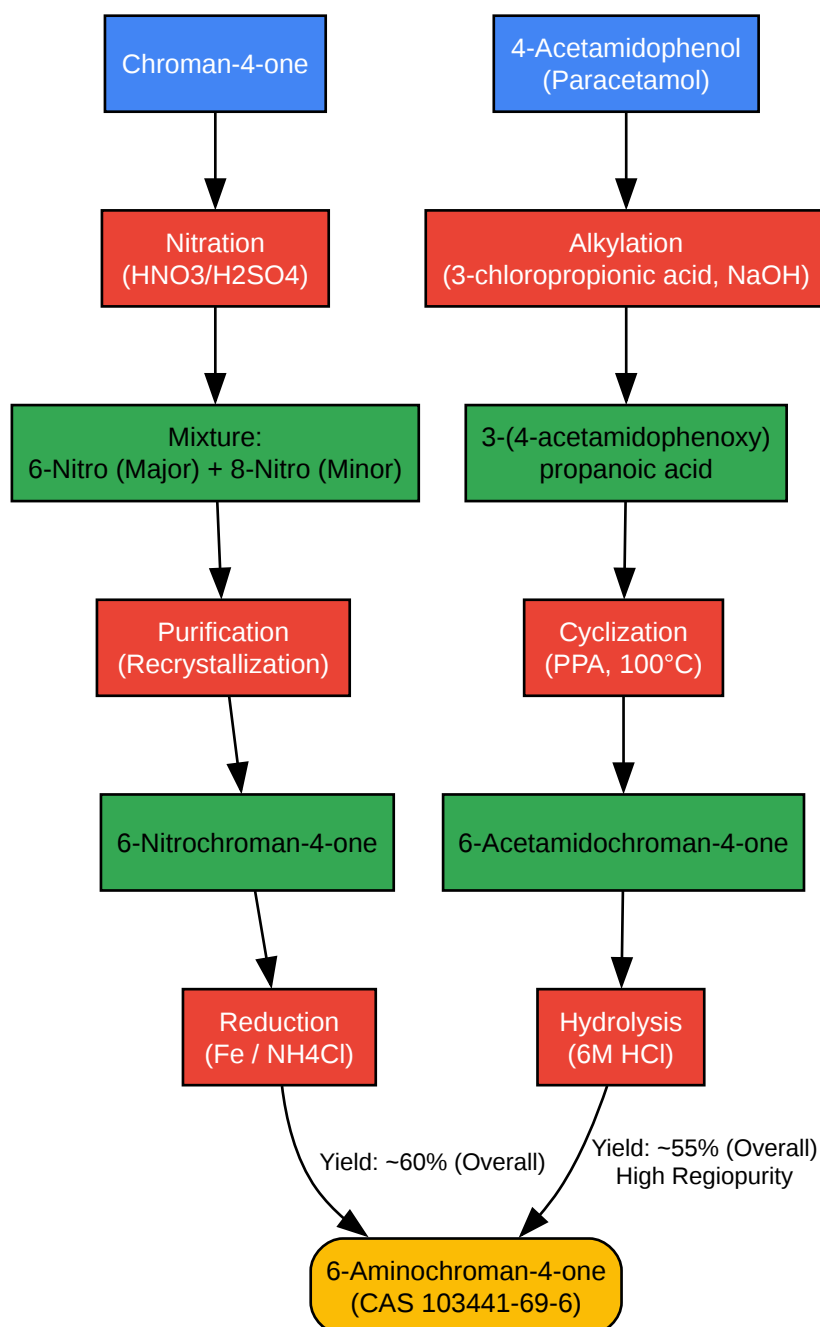 Chroman-4-one
4-Acetamidophenol
(Paracetamol)
Nitration
(HNO3/H2SO4)
Alkylation
(3-chloropropionic acid, NaOH)
Mixture:
6-Nitro (Major) + 8-Nitro (Minor)
3-(4-acetamidophenoxy)
propanoic acid
Purification
(Recrystallization)
Cyclization
(PPA, 100°C)
6-Nitrochroman-4-one
6-Acetamidochroman-4-one
Reduction
(Fe / NH4Cl)
Hydrolysis
(6M HCl)
Yield: ~60% (Overall)
Yield: ~55% (Overall)
High Regiopurity
6-Aminochroman-4-one
(CAS 103441-69-6)